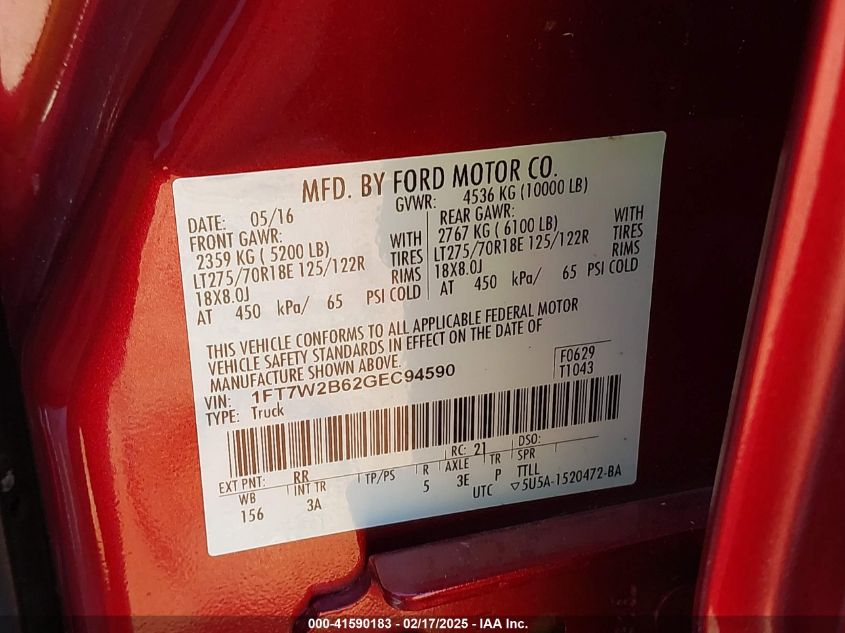 MFD. BY FORD MOTOR CO.
GVWR: 4536 KG (10000 LB)
DATE: 05/16
FRONT GAWR:
2359 KG ( 5200 LB) WITH
LT275/70R18E 125/122R TIRES
18X8.0J RIMS
AT 450 kPa/ 65 PSI COLD
REAR GAWR:
2767 KG ( 6100 LB) WITH
LT275/70R18E 125/122R TIRES
18X8.0J RIMS
AT 450 kPa/ 65 PSI COLD
THIS VEHICLE CONFORMS TO ALL APPLICABLE FEDERAL MOTOR
VEHICLE SAFETY STANDARDS IN EFFECT ON THE DATE OF
MANUFACTURE SHOWN ABOVE.
VIN: 1FT7W2B62GEC94590
TYPE: Truck
F0629
T1043
EXT PNT: RR RC: 21 DSO:
WB INT TR TP/PS R AXLE TR SPR
156 3A 5 3E P TTLL
UTC ▽5U5A-1520472-BA
000-41590183 - 02/17/2025 - IAA Inc.